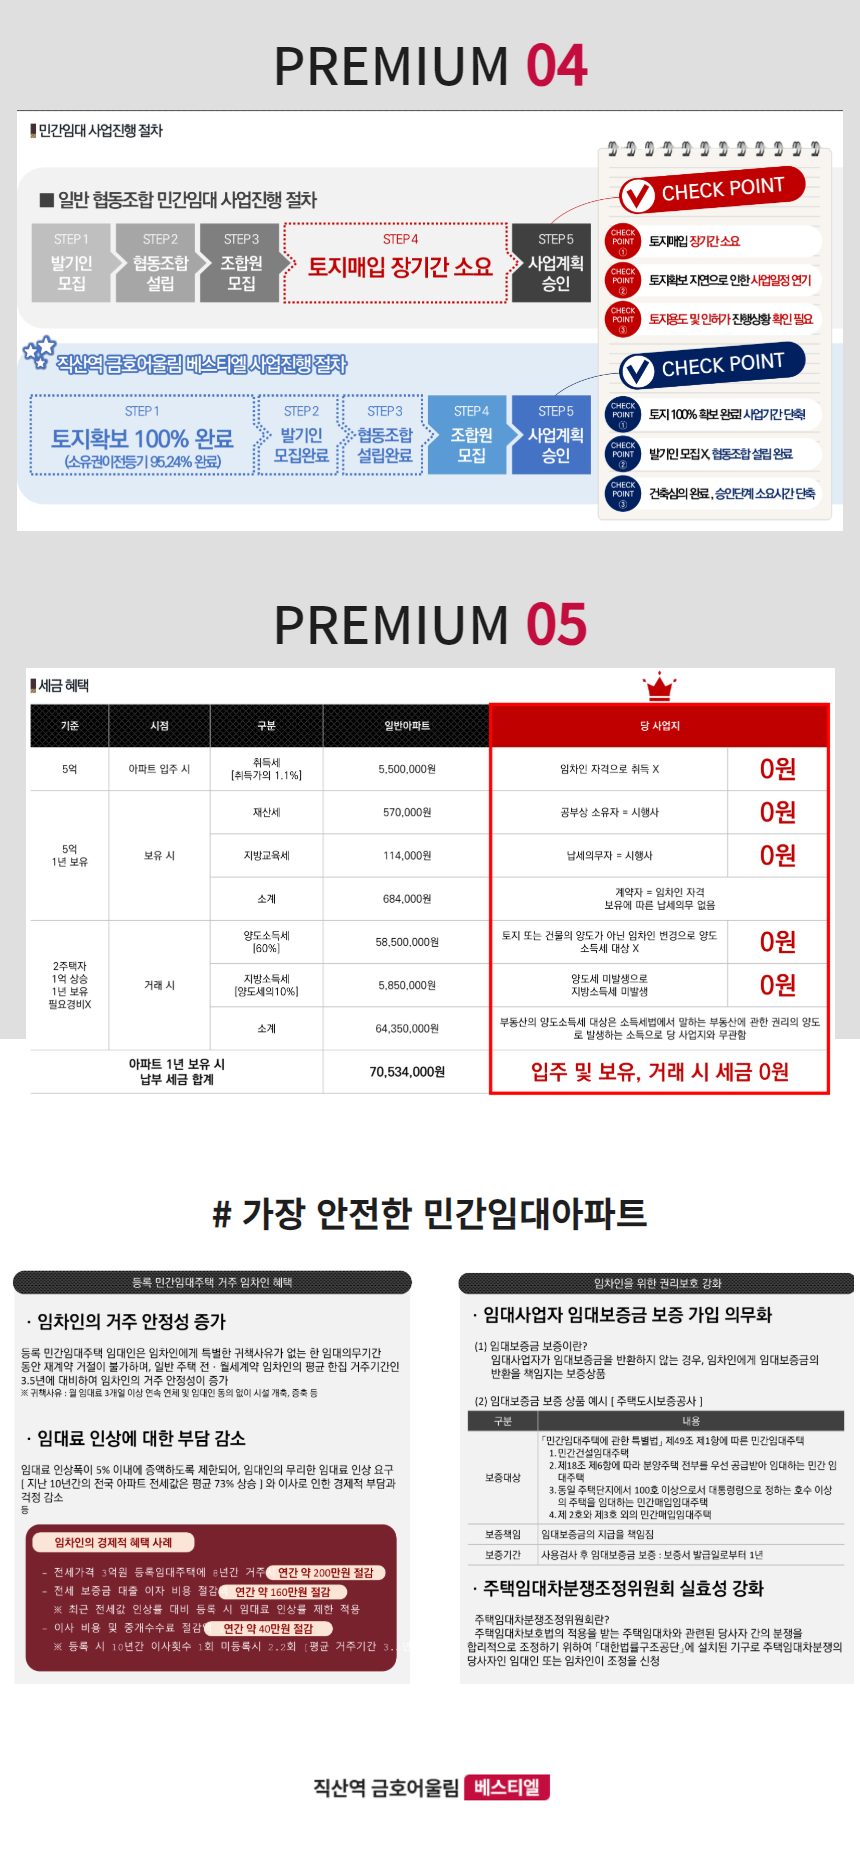 PREMIUM 04
민간임대 사업진행 절차
■ 일반 협동조합 민간임대 사업진행 절차
STEP 1
발기인
모집
STEP 2
협동조합
설립
STEP 3
조합원
모집
STEP 4
토지매입 장기간 소요
STEP 5
사업계획
승인
CHECK POINT
CHECK POINT ①
토지매입 장기간 소요
CHECK POINT ②
토지확보 지연으로 인한 사업일정 연기
CHECK POINT ③
토지용도 및 인허가 진행상황 확인 필요
직산역 금호어울림 베스티엘 사업진행 절차
STEP 1
토지확보 100% 완료
(소유권이전등기 95.24% 완료)
STEP 2
발기인
모집완료
STEP 3
협동조합
설립완료
STEP 4
조합원
모집
STEP 5
사업계획
승인
CHECK POINT
CHECK POINT ①
토지 100% 확보 완료! 사업기간 단축!
CHECK POINT ②
발기인 모집 X, 협동조합 설립 완료
CHECK POINT ③
건축심의 완료 , 승인단계 소요시간 단축
PREMIUM 05
세금 혜택
기준 시점 구분 일반아파트 당 사업지
5억 아파트 입주 시 취득세 [취득가의 1.1%] 5,500,000원 임차인 자격으로 취득 X 0원
5억 1년 보유 보유 시 재산세 570,000원 공부상 소유자 = 시행사 0원
지방교육세 114,000원 납세의무자 = 시행사 0원
소계 684,000원 계약자 = 임차인 자격 보유에 따른 납세의무 없음
2주택자 1억 상승 1년 보유 필요경비X 거래 시 양도소득세 [60%] 58,500,000원 토지 또는 건물의 양도가 아닌 임차인 변경으로 양도소득세 대상 X 0원
지방소득세 [양도세의10%] 5,850,000원 양도세 미발생으로 지방소득세 미발생 0원
소계 64,350,000원 부동산의 양도소득세 대상은 소득세법에서 말하는 부동산에 관한 권리의 양도로 발생하는 소득으로 당 사업지와 무관함
아파트 1년 보유 시 납부 세금 합계 70,534,000원 입주 및 보유, 거래 시 세금 0원
# 가장 안전한 민간임대아파트
등록 민간임대주택 거주 임차인 혜택
· 임차인의 거주 안정성 증가
등록 민간임대주택 임대인은 임차인에게 특별한 귀책사유가 없는 한 임대의무기간
동안 재계약 거절이 불가하며, 일반 주택 전 · 월세계약 임차인의 평균 한집 거주기간인
3.5년에 대비하여 임차인의 거주 안정성이 증가
※ 귀책사유 : 월 임대료 3개월 이상 연속 연체 및 임대인 동의 없이 시설 개축, 증축 등
· 임대료 인상에 대한 부담 감소
임대료 인상폭이 5% 이내에 증액하도록 제한되어, 임대인의 무리한 임대료 인상 요구
[ 지난 10년간의 전국 아파트 전세값은 평균 73% 상승 ] 와 이사로 인한 경제적 부담과
걱정 감소
등
임차인의 경제적 혜택 사례
- 전세가격 3억원 등록임대주택에 8년간 거주 연간 약 200만원 절감
- 전세 보증금 대출 이자 비용 절감 연간 약 160만원 절감
※ 최근 전세값 인상률 대비 등록 시 임대료 인상률 제한 적용
- 이사 비용 및 중개수수료 절감 연간 약 40만원 절감
※ 등록 시 10년간 이사횟수 1회 미등록시 2.2회 [평균 거주기간 3.
임차인을 위한 권리보호 강화
· 임대사업자 임대보증금 보증 가입 의무화
(1) 임대보증금 보증이란?
임대사업자가 임대보증금을 반환하지 않는 경우, 임차인에게 임대보증금의
반환을 책임지는 보증상품
(2) 임대보증금 보증 상품 예시 [ 주택도시보증공사 ]
구분 내용
보증대상
「민간임대주택에 관한 특별법」 제49조 제1항에 따른 민간임대주택
1. 민간건설임대주택
2. 제18조 제6항에 따라 분양주택 전부를 우선 공급받아 임대하는 민간 임
대주택
3. 동일 주택단지에서 100호 이상으로서 대통령령으로 정하는 호수 이상
의 주택을 임대하는 민간매입임대주택
4. 제 2호와 제3호 외의 민간매입임대주택
보증책임 임대보증금의 지급을 책임짐
보증기간 사용검사 후 임대보증금 보증 : 보증서 발급일로부터 1년
· 주택임대차분쟁조정위원회 실효성 강화
주택임대차분쟁조정위원회란?
주택임대차보호법의 적용을 받는 주택임대차와 관련된 당사자 간의 분쟁을
합리적으로 조정하기 위하여 「대한법률구조공단」에 설치된 기구로 주택임대차분쟁의
당사자인 임대인 또는 임차인이 조정을 신청
직산역 금호어울림 베스티엘